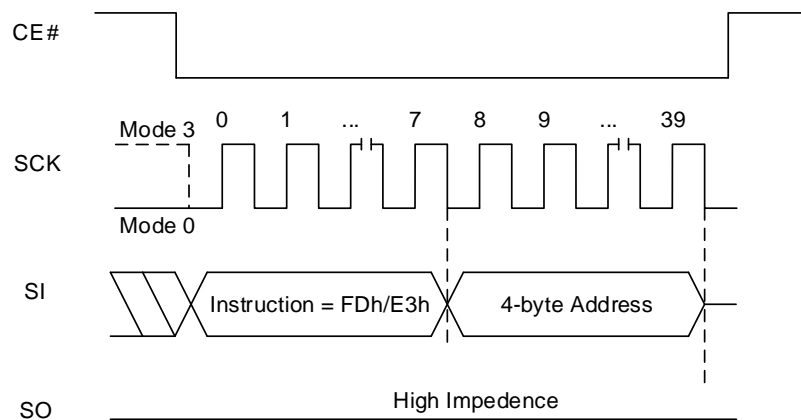 CE#
0 1 ... 7 8 9 ... 39
Mode 3
SCK
Mode 0
SI
Instruction = FDh/E3h
4-byte Address
High Impedence
SO